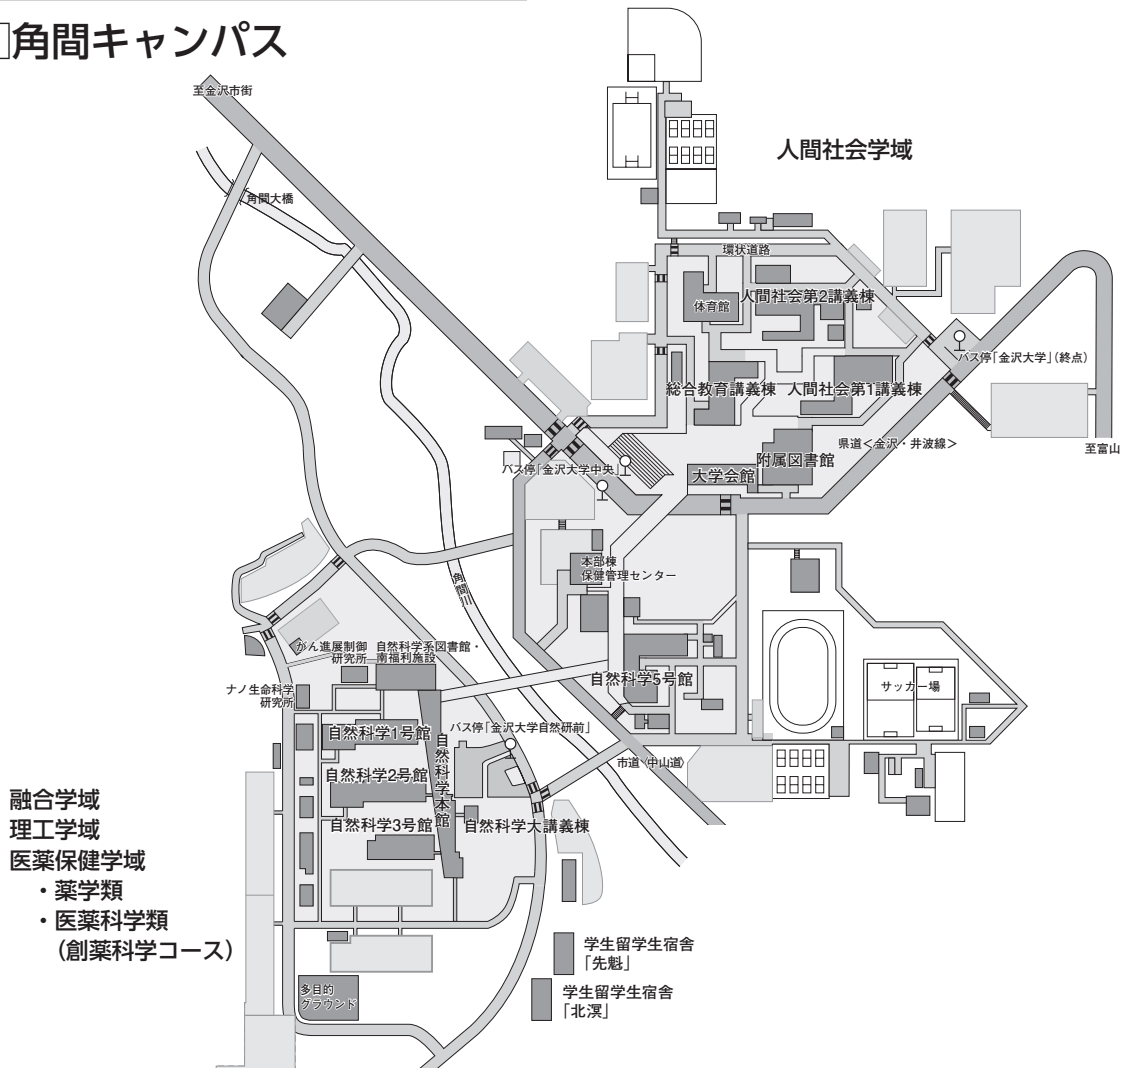 角間キャンパス
至金沢市街
人間社会学域
角間大橋
環状道路
体育館
人間社会第2講義棟
バス停「金沢大学」(終点)
総合教育講義棟
人間社会第1講義棟
県道<金沢・井波線>
至富山
附属図書館
バス停「金沢大学中央」
大学会館
本部棟
保健管理センター
角間川
がん進展制御
研究所
自然科学系図書館・
南福利施設
自然科学5号館
サッカー場
ナノ生命科学
研究所
バス停「金沢大学自然研前」
自然科学1号館
自然科学本館
市道〈中山道〉
自然科学2号館
自然科学3号館
自然科学大講義棟
融合学域
理工学域
医薬保健学域
・薬学類
・医薬科学類
(創薬科学コース)
学生留学生宿舎
「先魁」
学生留学生宿舎
「北溟」
多目的
グラウンド